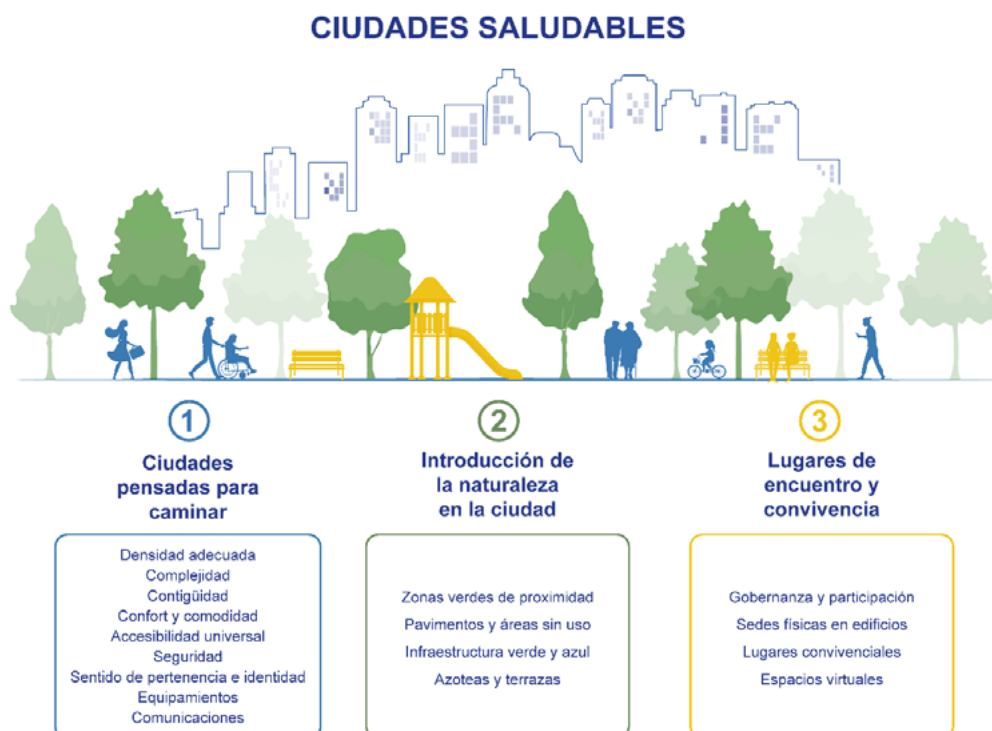 CIUDADES SALUDABLES
1
Ciudades
pensadas para
caminar
Densidad adecuada
Complejidad
Contigüidad
Confort y comodidad
Accesibilidad universal
Seguridad
Sentido de pertenencia e identidad
Equipamientos
Comunicaciones
2
Introducción de
la naturaleza
en la ciudad
Zonas verdes de proximidad
Pavimentos y áreas sin uso
Infraestructura verde y azul
Azoteas y terrazas
3
Lugares de
encuentro y
convivencia
Gobernanza y participación
Sedes físicas en edificios
Lugares convivenciales
Espacios virtuales